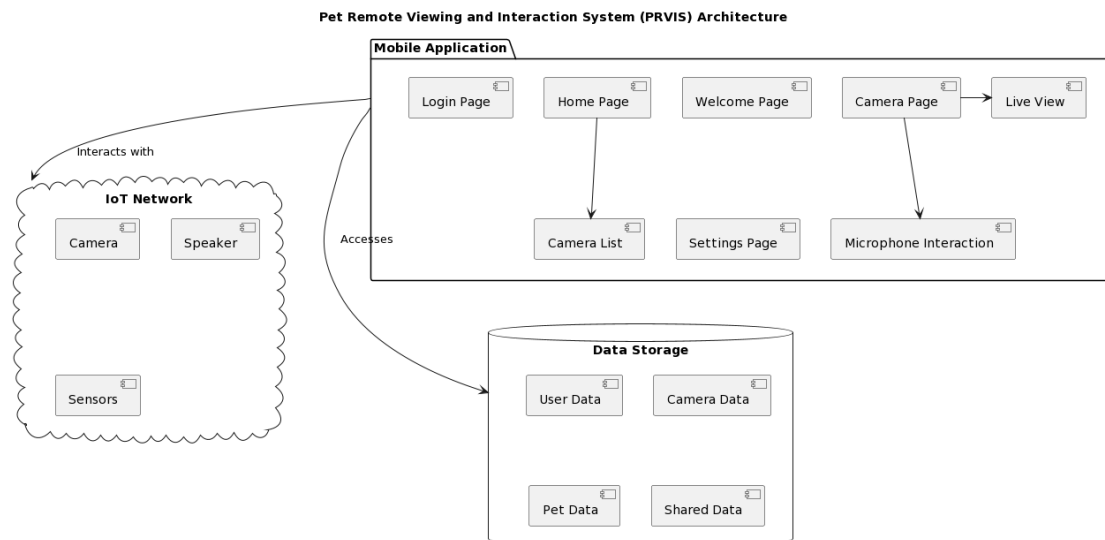 Pet Remote Viewing and Interaction System (PRVIS) Architecture
Mobile Application
Login Page
Home Page
Welcome Page
Camera Page
Live View
Interacts with
IoT Network
Camera
Speaker
Accesses
Camera List
Settings Page
Microphone Interaction
Data Storage
Sensors
User Data
Camera Data
Pet Data
Shared Data